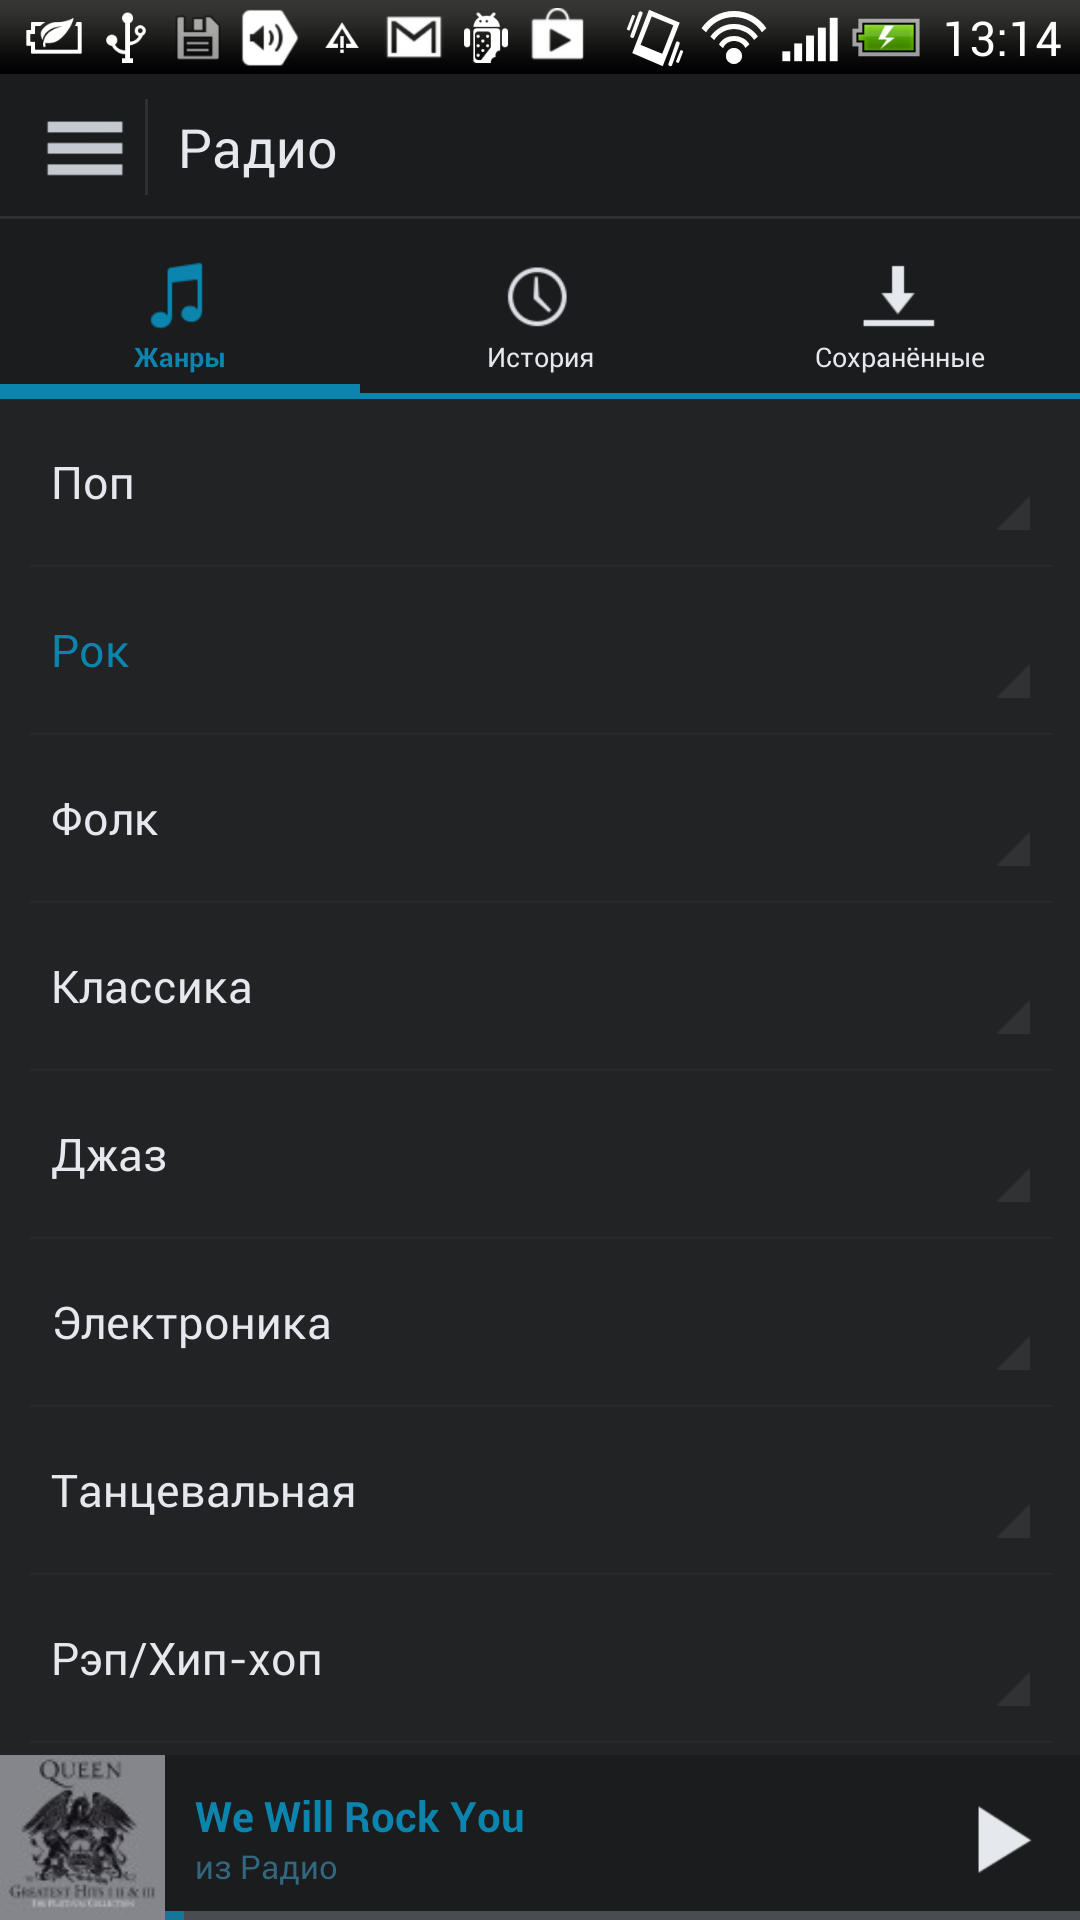 13:14
Радио
Жанры
История
Сохранённые
Поп
Рок
Фолк
Классика
Джаз
Электроника
Танцевальная
Рэп/Хип-хоп
QUEEN
GREATEST HITS I II & III
THE PLATINUM COLLECTION
We Will Rock You
из Радио